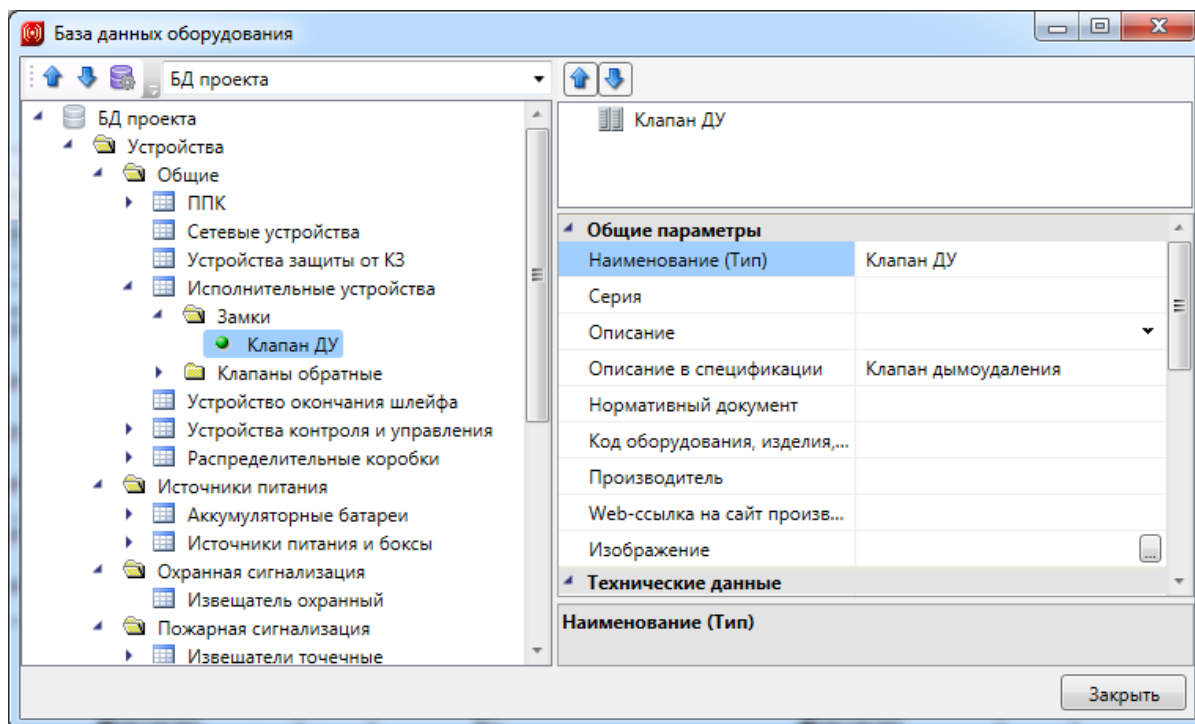 База данных оборудования
БД проекта
БД проекта
Устройства
Общие
ППК
Сетевые устройства
Устройства защиты от КЗ
Исполнительные устройства
Замки
Клапан ДУ
Клапаны обратные
Устройство окончания шлейфа
Устройства контроля и управления
Распределительные коробки
Источники питания
Аккумуляторные батареи
Источники питания и боксы
Охранная сигнализация
Извещатель охранный
Пожарная сигнализация
Извещатели точечные
Клапан ДУ
Общие параметры
Наименование (Тип) Клапан ДУ
Серия
Описание
Описание в спецификации Клапан дымоудаления
Нормативный документ
Код оборудования, изделия,...
Производитель
Web-ссылка на сайт произв...
Изображение ...
Технические данные
Наименование (Тип)
Закрыть